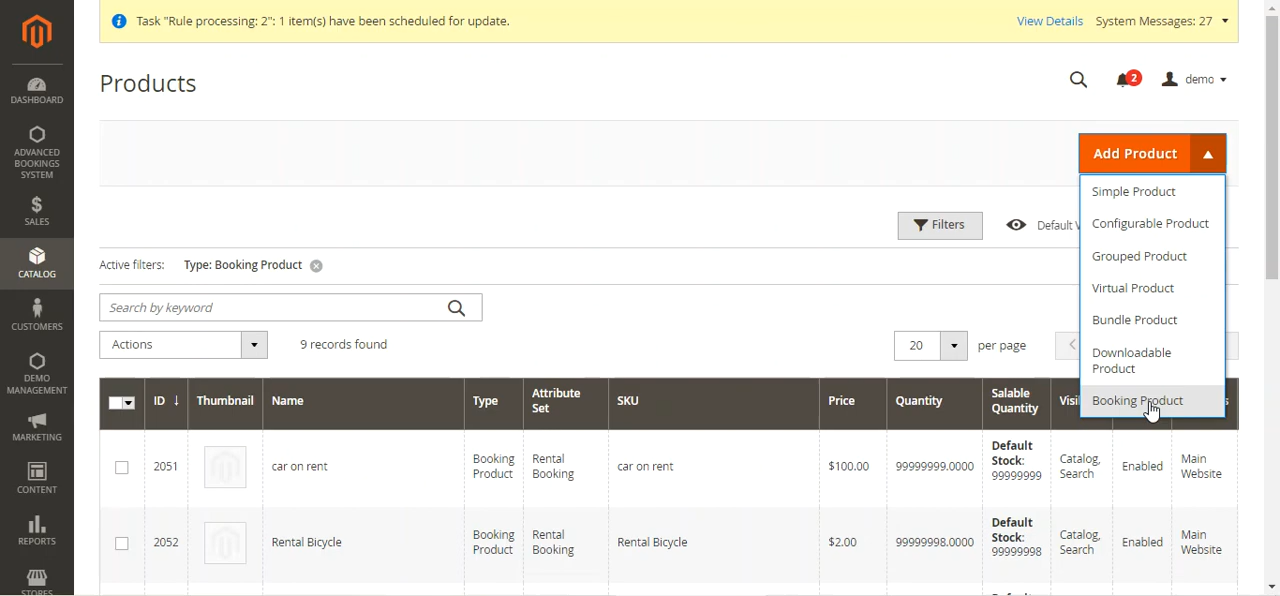 Task "Rule processing: 2": 1 item(s) have been scheduled for update.
View Details
System Messages: 27
Products
2
demo
DASHBOARD
ADVANCED
BOOKINGS
SYSTEM
SALES
CATALOG
CUSTOMERS
DEMO
MANAGEMENT
MARKETING
CONTENT
REPORTS
STORES
Add Product
Simple Product
Configurable Product
Grouped Product
Virtual Product
Bundle Product
Downloadable
Product
Booking Product
Filters
Default
Active filters: Type: Booking Product
Search by keyword
Actions
9 records found
20
per page
ID
Thumbnail
Name
Type
Attribute
Set
SKU
Price
Quantity
Salable
Quantity
2051
car on rent
Booking
Product
Rental
Booking
car on rent
$100.00
99999999.0000
Default
Stock:
99999999
Catalog,
Search
Enabled
Main
Website
2052
Rental Bicycle
Booking
Product
Rental
Booking
Rental Bicycle
$2.00
99999998.0000
Default
Stock:
99999998
Catalog,
Search
Enabled
Main
Website